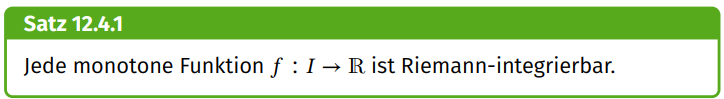 Satz 12.4.1
Jede monotone Funktion f : I → ℝ ist Riemann-integrierbar.